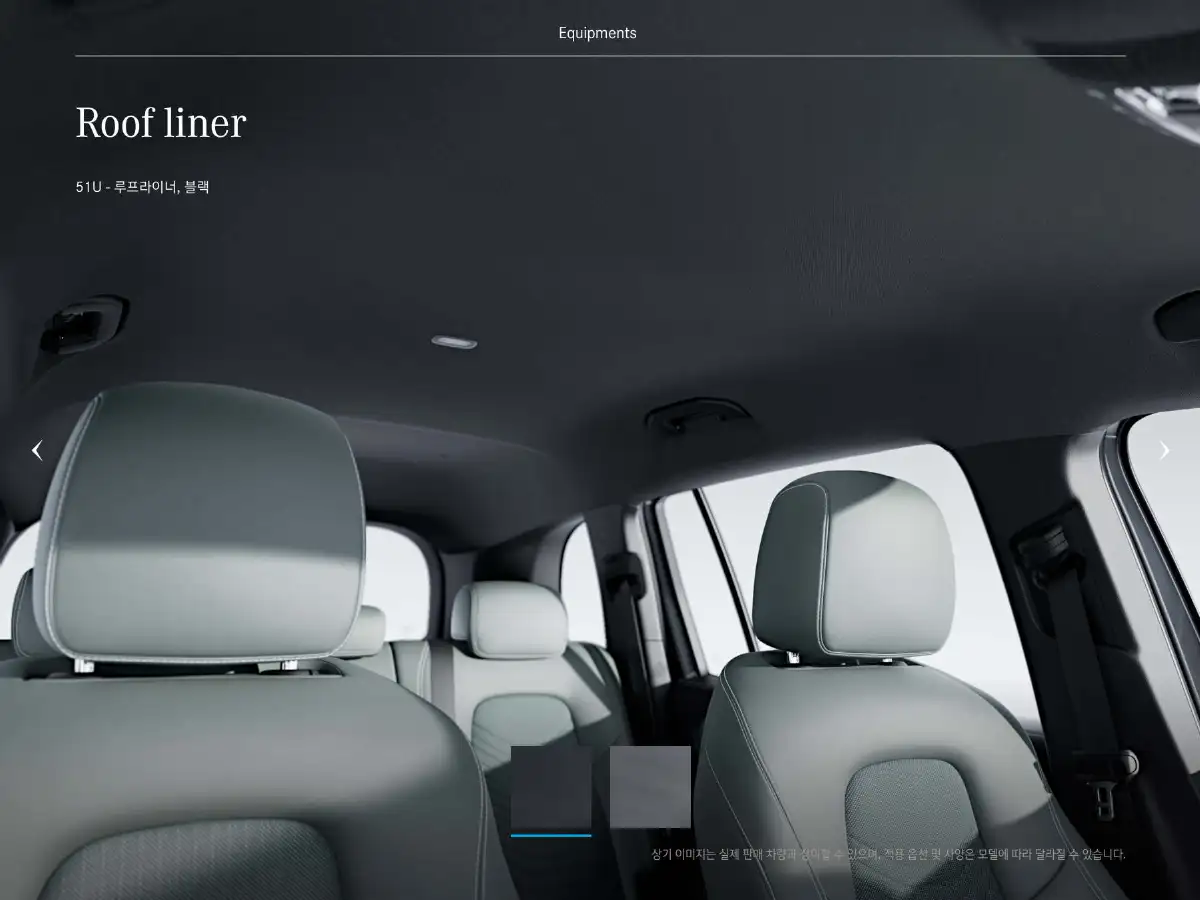 Equipments
Roof liner
51U - 루프라이너, 블랙
상기 이미지는 실제 판매 차량과 상이할 수 있으며, 적용 옵션 및 사양은 모델에 따라 달라질 수 있습니다.